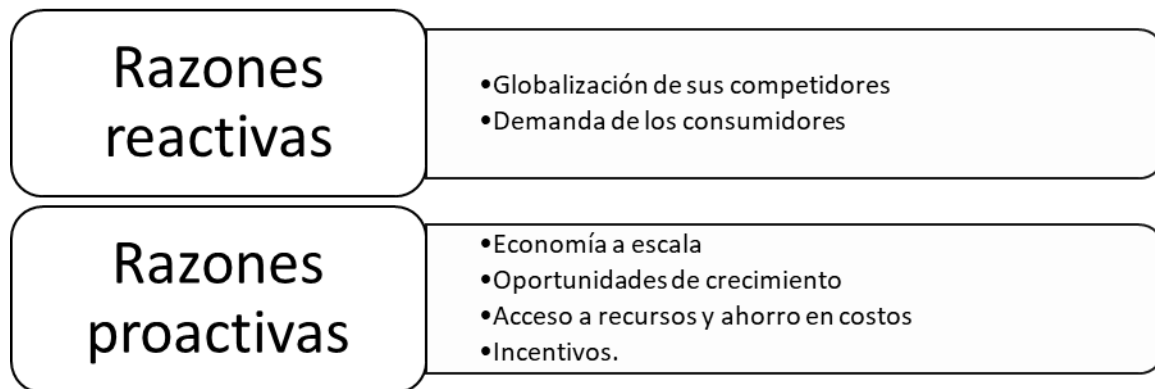 Razones
reactivas
•Globalización de sus competidores
•Demanda de los consumidores
Razones
proactivas
•Economía a escala
•Oportunidades de crecimiento
•Acceso a recursos y ahorro en costos
•Incentivos.